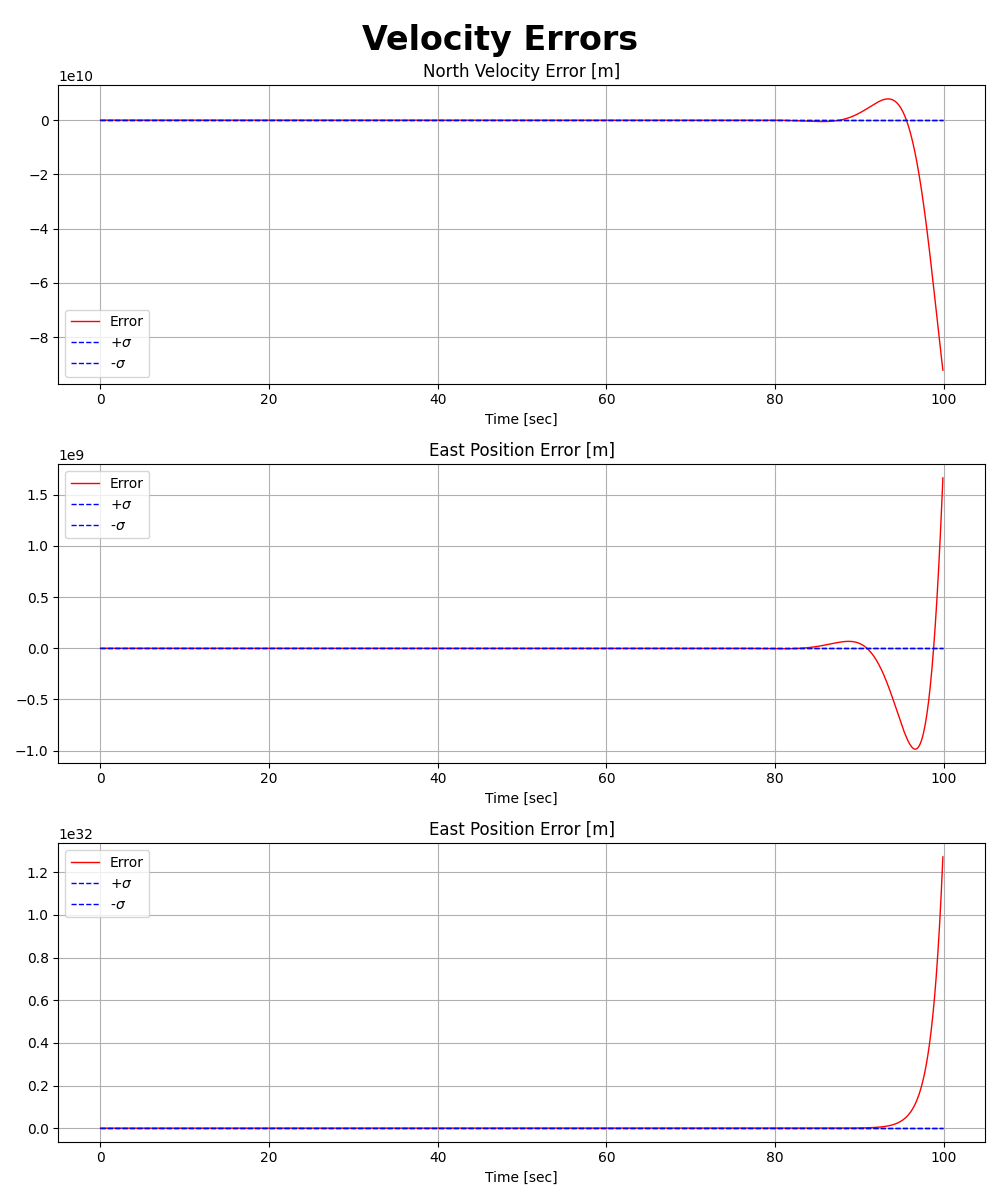 Velocity Errors
North Velocity Error [m]
1e10
0
−2
−4
−6
−8
Error
+σ
-σ
0 20 40 60 80 100
Time [sec]
East Position Error [m]
1e9
1.5
1.0
0.5
0.0
−0.5
−1.0
Error
+σ
-σ
0 20 40 60 80 100
Time [sec]
East Position Error [m]
1e32
1.2
1.0
0.8
0.6
0.4
0.2
0.0
Error
+σ
-σ
0 20 40 60 80 100
Time [sec]